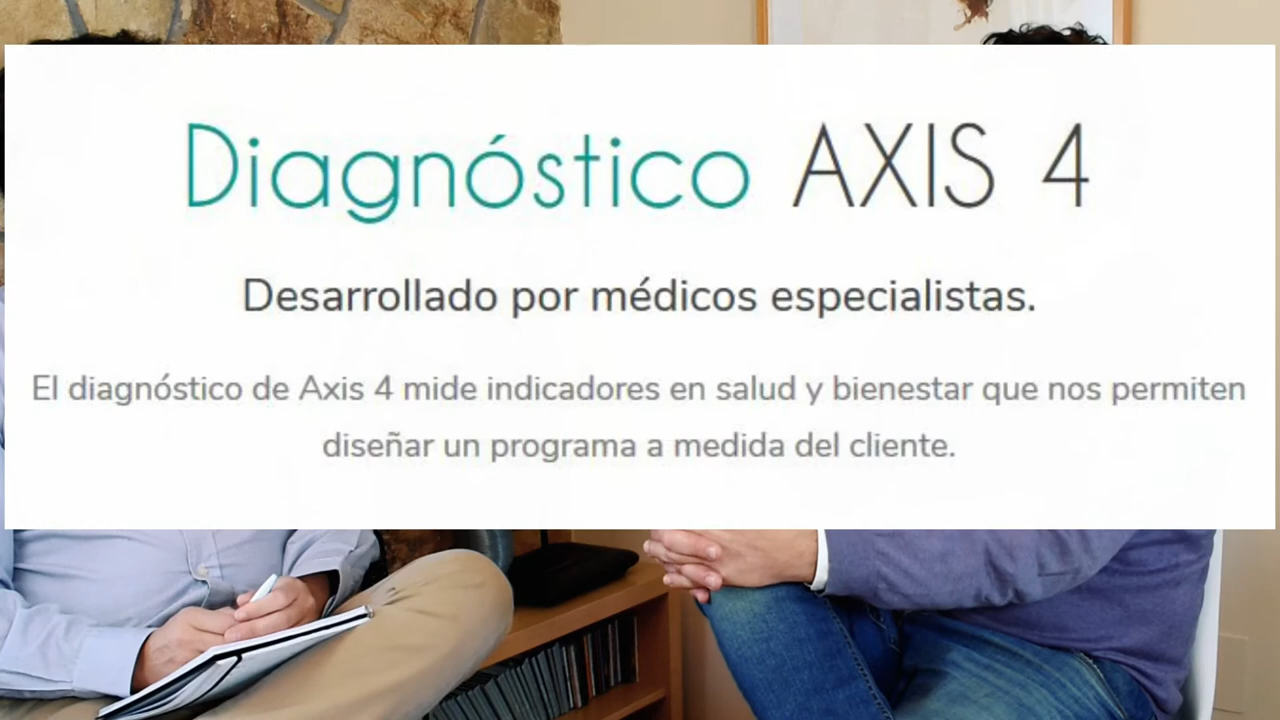 Diagnóstico AXIS 4
Desarrollado por médicos especialistas.
El diagnóstico de Axis 4 mide indicadores en salud y bienestar que nos permiten
diseñar un programa a medida del cliente.